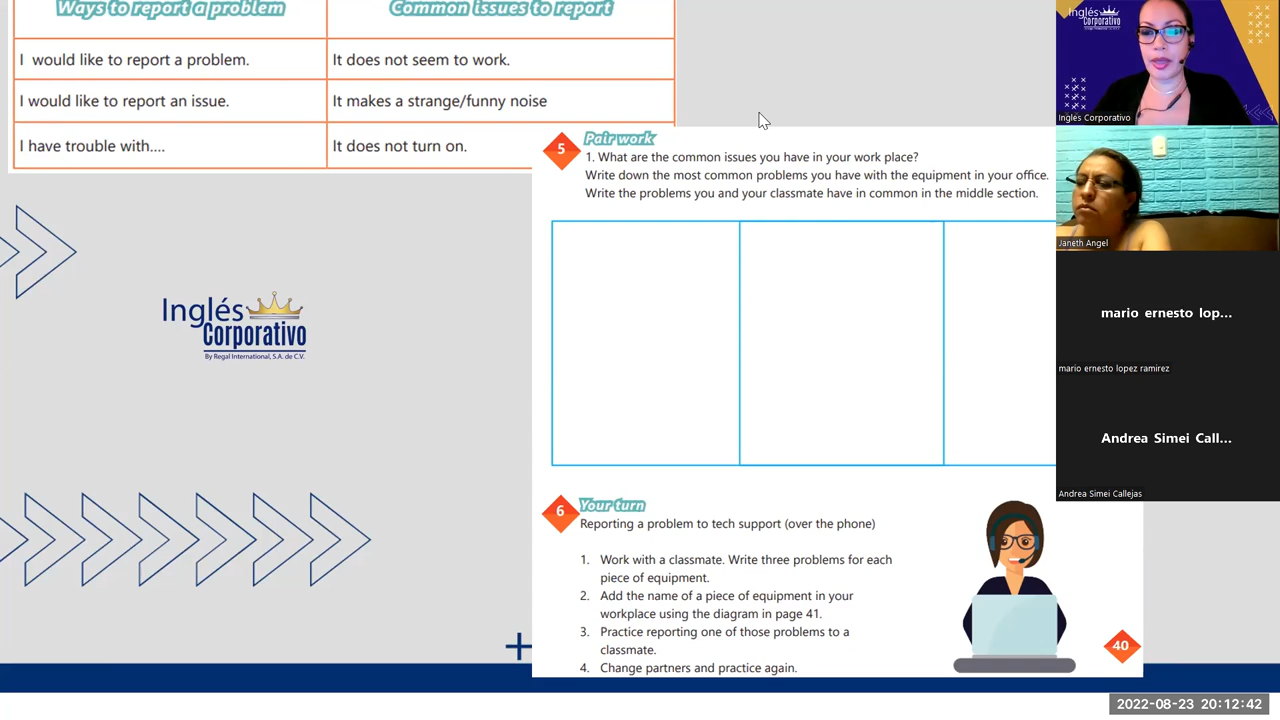 Ways to report a problem
Common issues to report
I would like to report a problem.
It does not seem to work.
I would like to report an issue.
It makes a strange/funny noise
I have trouble with....
It does not turn on.
5
Pair work
1. What are the common issues you have in your work place?
Write down the most common problems you have with the equipment in your office.
Write the problems you and your classmate have in common in the middle section.
Inglés
Corporativo
By Regal International, S.A. de C.V.
6
Your turn
Reporting a problem to tech support (over the phone)
1. Work with a classmate. Write three problems for each
piece of equipment.
2. Add the name of a piece of equipment in your
workplace using the diagram in page 41.
3. Practice reporting one of those problems to a
classmate.
4. Change partners and practice again.
40
Inglés
Corporativo
Inglés Corporativo
Janeth Angel
mario ernesto lop...
mario ernesto lopez ramirez
Andrea Simei Call...
Andrea Simei Callejas
2022-08-23 20:12:42